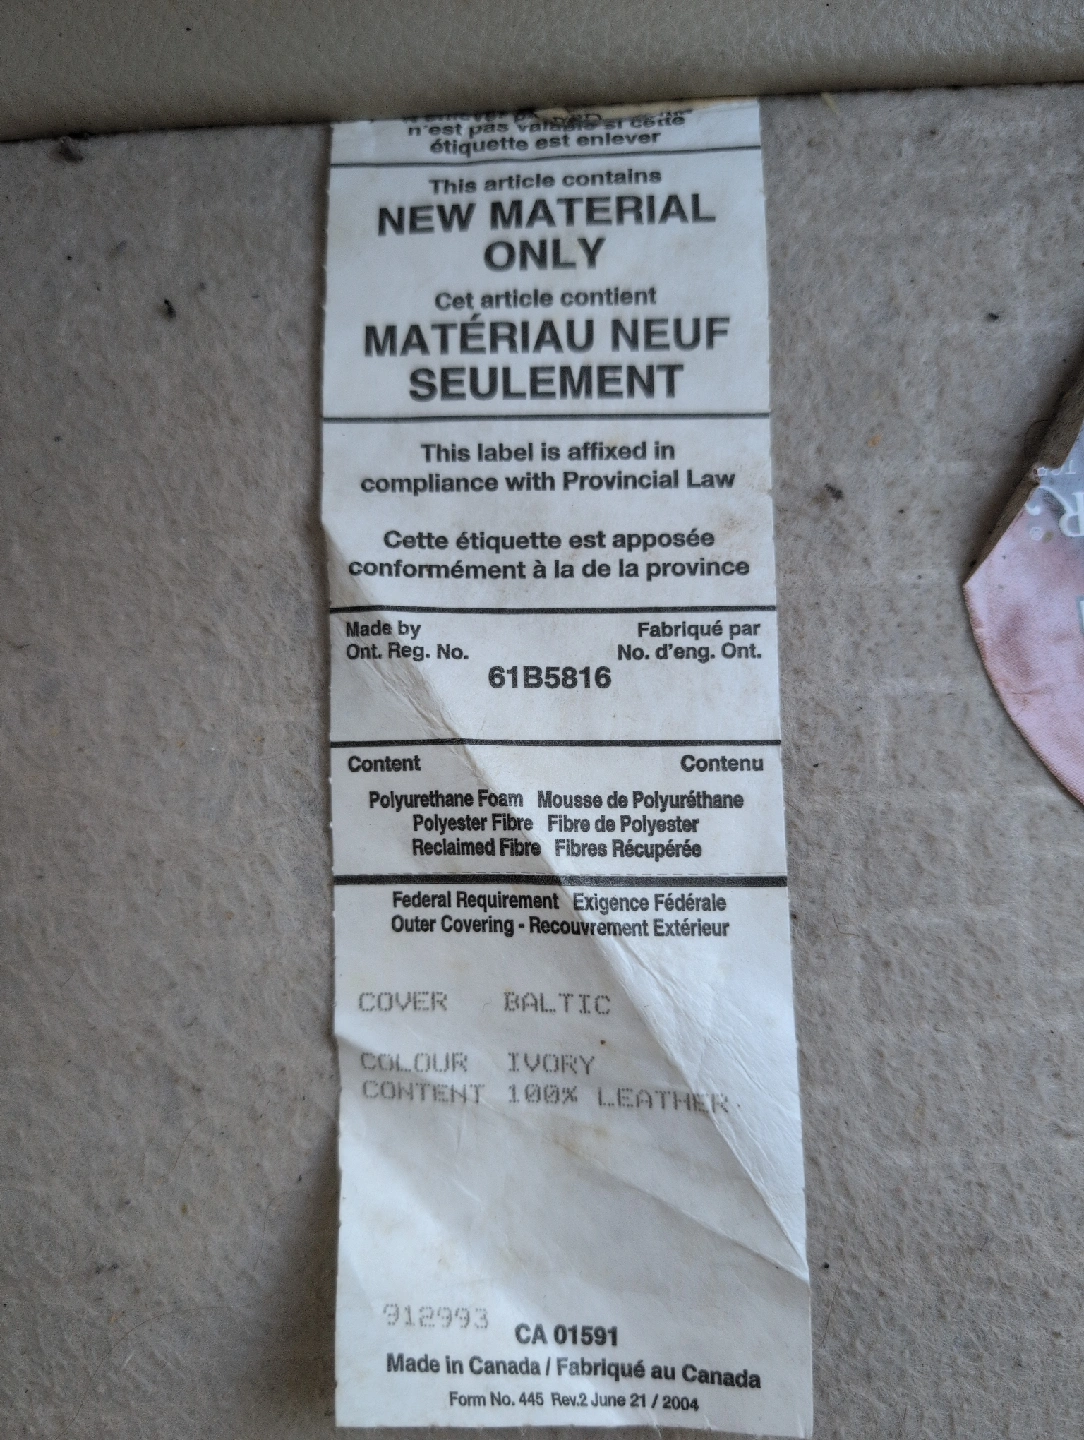 n'est pas valable si cette
étiquette est enlever
This article contains
NEW MATERIAL
ONLY
Cet article contient
MATÉRIAU NEUF
SEULEMENT
This label is affixed in
compliance with Provincial Law
Cette étiquette est apposée
conformément à la de la province
Made by Fabriqué par
Ont. Reg. No. No. d'eng. Ont.
61B5816
Content Contenu
Polyurethane Foam Mousse de Polyuréthane
Polyester Fibre Fibre de Polyester
Reclaimed Fibre Fibres Récupérée
Federal Requirement Exigence Fédérale
Outer Covering - Recouvrement Extérieur
COVER BALTIC
COLOUR IVORY
CONTENT 100% LEATHER.
912993
CA 01591
Made in Canada / Fabriqué au Canada
Form No. 445 Rev.2 June 21 / 2004